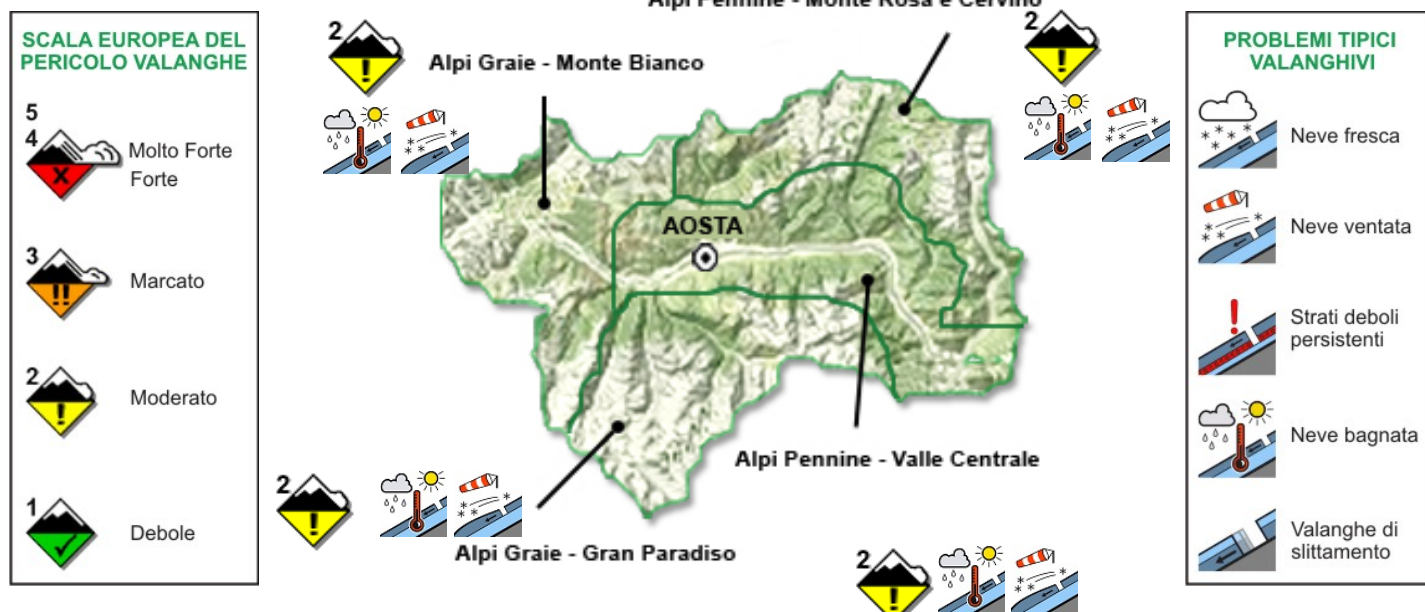 SCALA EUROPEA DEL
PERICOLO VALANGHE
5
4
Molto Forte
Forte
3
Marcato
2
Moderato
1
Debole
2
Alpi Graie - Monte Bianco
Alpi Pennine - Monte Rosa e Cervino
2
AOSTA
Alpi Pennine - Valle Centrale
2
Alpi Graie - Gran Paradiso
2
PROBLEMI TIPICI
VALANGHIVI
Neve fresca
Neve ventata
Strati deboli
persistenti
Neve bagnata
Valanghe di
slittamento